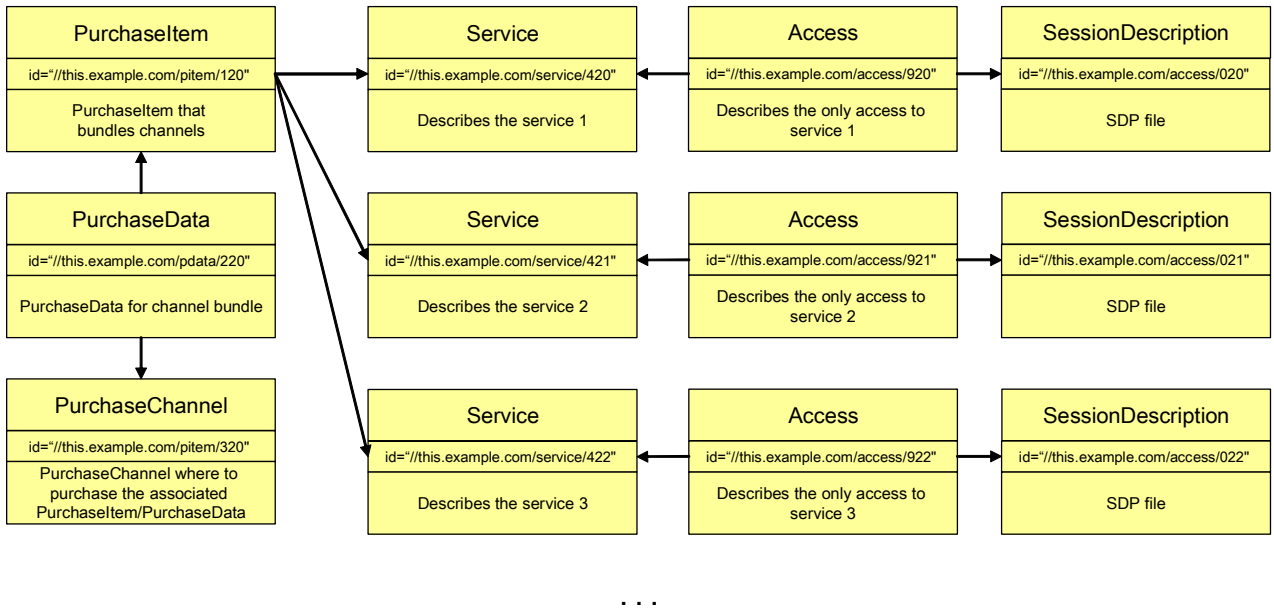 PurchaseItem
id=“//this.example.com/pitem/120"
PurchaseItem that
bundles channels
Service
id=“//this.example.com/service/420"
Describes the service 1
Access
id=“//this.example.com/access/920"
Describes the only access to
service 1
SessionDescription
id=“//this.example.com/access/020"
SDP file
PurchaseData
id=“//this.example.com/pdata/220"
PurchaseData for channel bundle
Service
id=“//this.example.com/service/421"
Describes the service 2
Access
id=“//this.example.com/access/921"
Describes the only access to
service 2
SessionDescription
id=“//this.example.com/access/021"
SDP file
PurchaseChannel
id=“//this.example.com/pitem/320"
PurchaseChannel where to
purchase the associated
PurchaseItem/PurchaseData
Service
id=“//this.example.com/service/422"
Describes the service 3
Access
id=“//this.example.com/access/922"
Describes the only access to
service 3
SessionDescription
id=“//this.example.com/access/022"
SDP file
...